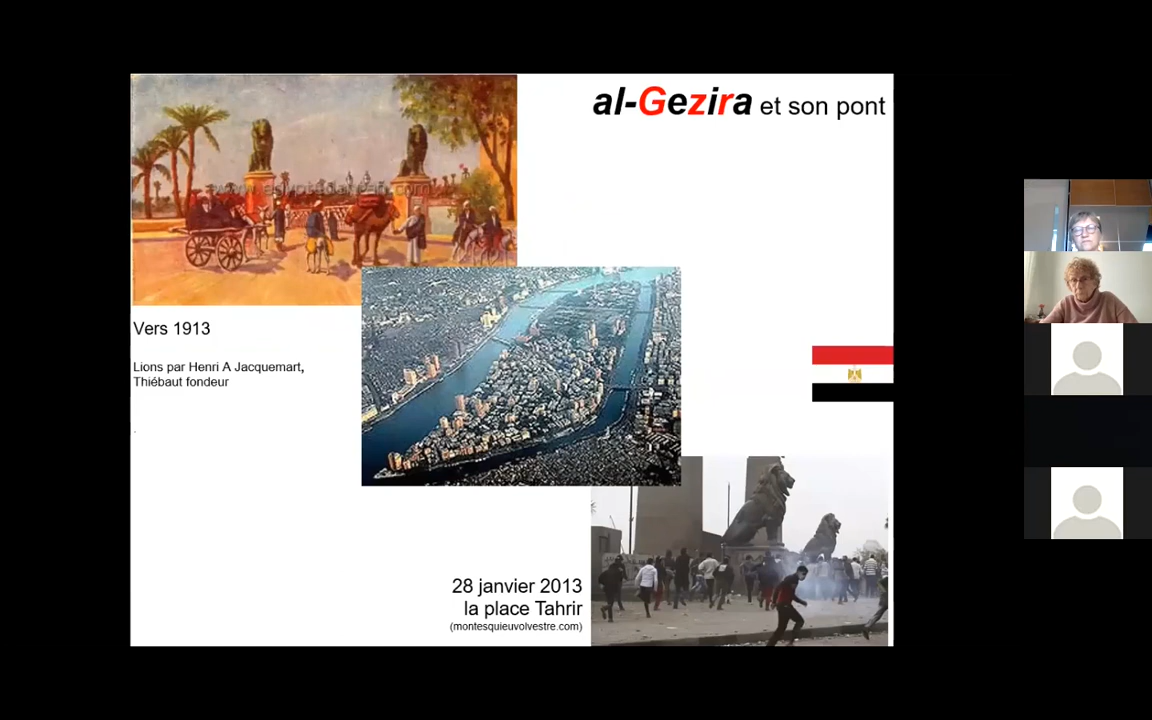 al-Gezira et son pont
Vers 1913
Lions par Henri A Jacquemart,
Thiébaut fondeur
28 janvier 2013
la place Tahrir
(montesquieuvolvestre.com)